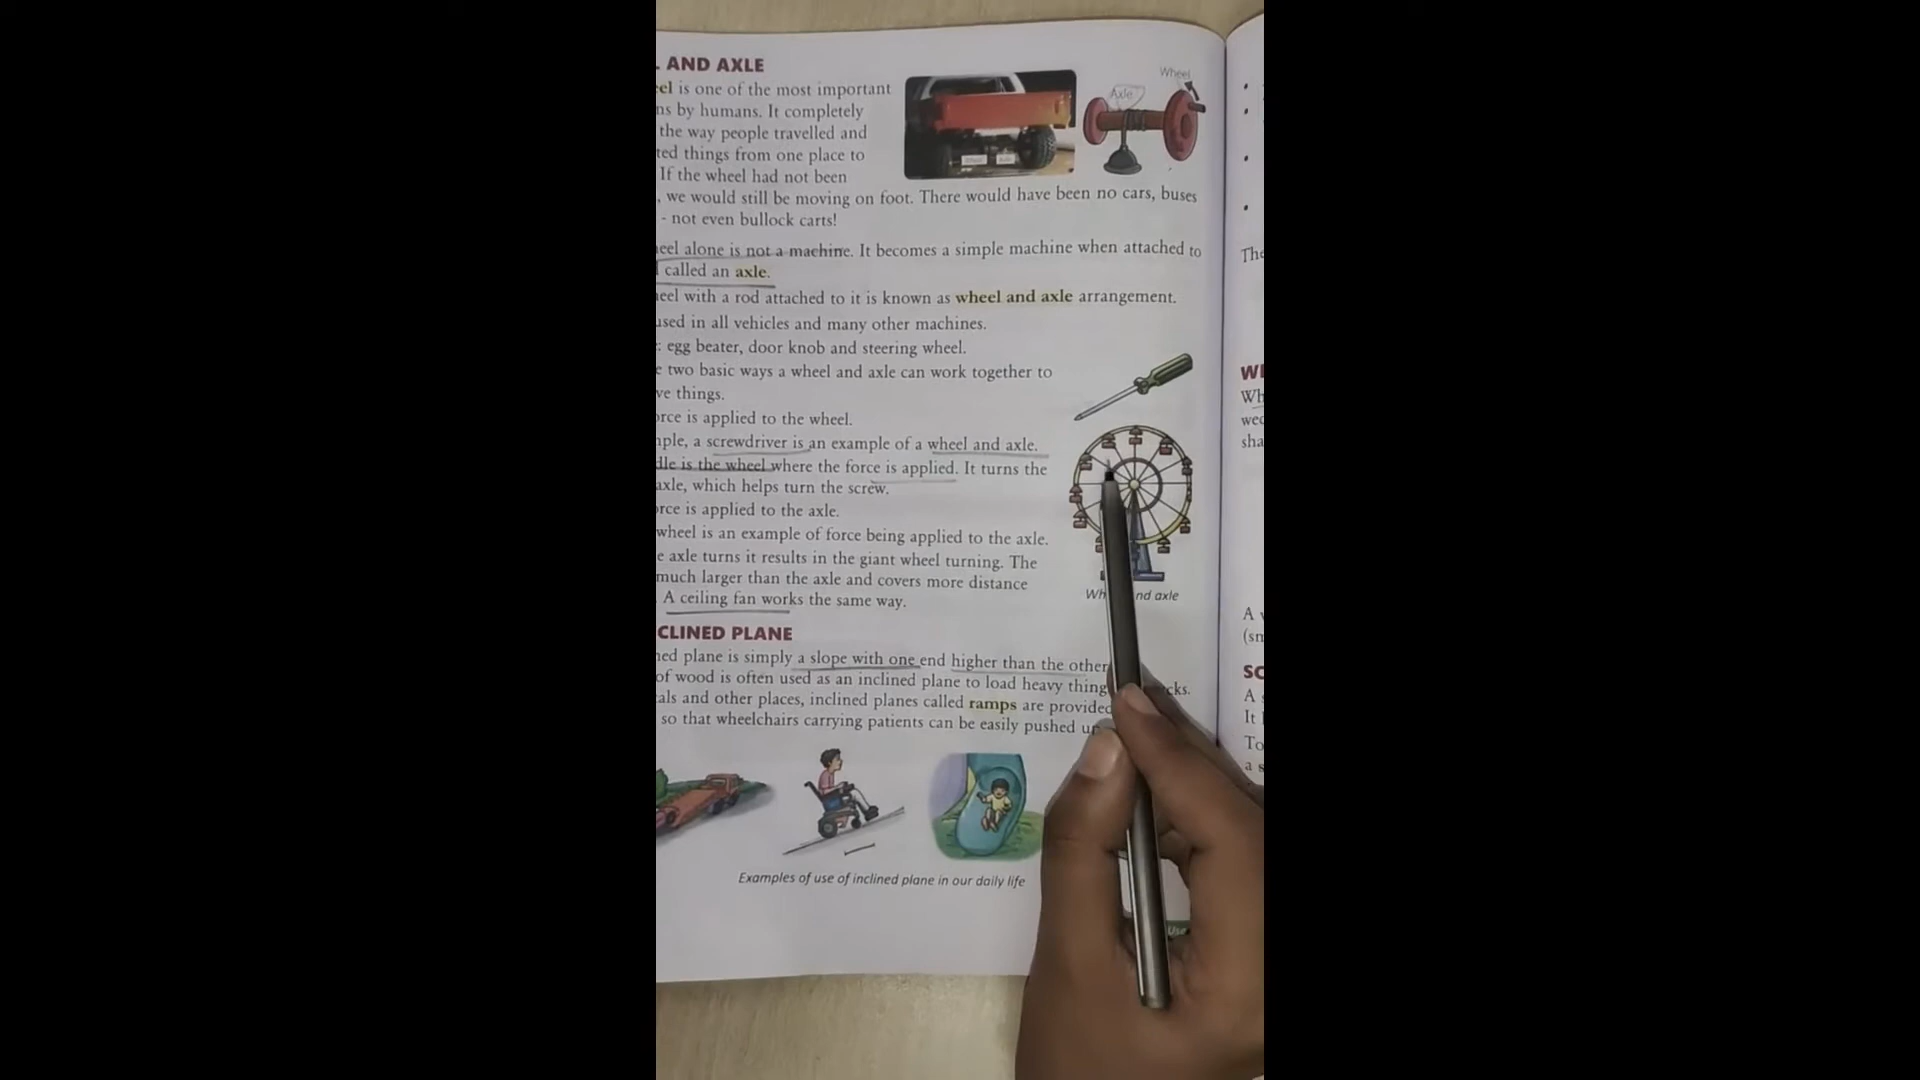 AND AXLE
el is one of the most important
ns by humans. It completely
the way people travelled and
ted things from one place to
If the wheel had not been
, we would still be moving on foot. There would have been no cars, buses
- not even bullock carts!
Wheel
Axle
eel alone is not a machine. It becomes a simple machine when attached to
called an axle.
eel with a rod attached to it is known as wheel and axle arrangement.
used in all vehicles and many other machines.
: egg beater, door knob and steering wheel.
e two basic ways a wheel and axle can work together to
ve things.
orce is applied to the wheel.
mple, a screwdriver is an example of a wheel and axle.
dle is the wheel where the force is applied. It turns the
axle, which helps turn the screw.
orce is applied to the axle.
wheel is an example of force being applied to the axle.
e axle turns it results in the giant wheel turning. The
much larger than the axle and covers more distance
A ceiling fan works the same way.
Wh nd axle
CLINED PLANE
ned plane is simply a slope with one end higher than the other
of wood is often used as an inclined plane to load heavy thing cks.
als and other places, inclined planes called ramps are provided
so that wheelchairs carrying patients can be easily pushed up
Examples of use of inclined plane in our daily life
The
Wh
wed
sha
A
(sn
SC
A
It
To
a s
Use